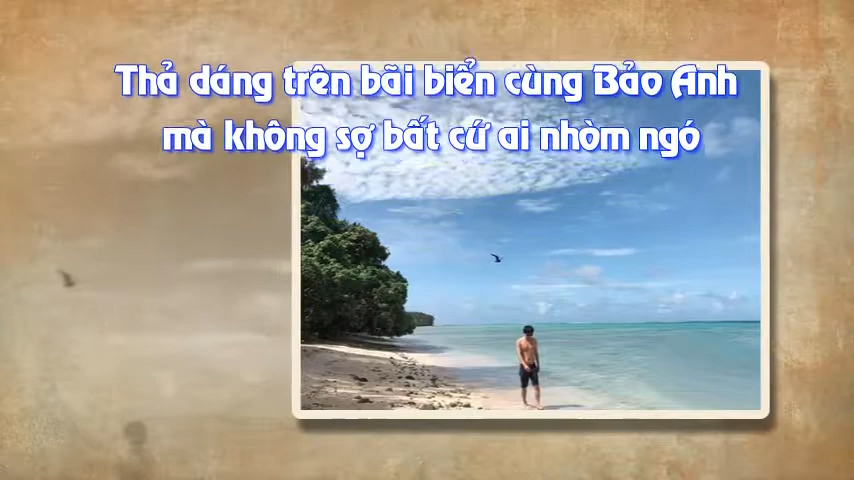 Thả dáng trên bãi biển cùng Bảo Anh
mà không sợ bất cứ ai nhòm ngó